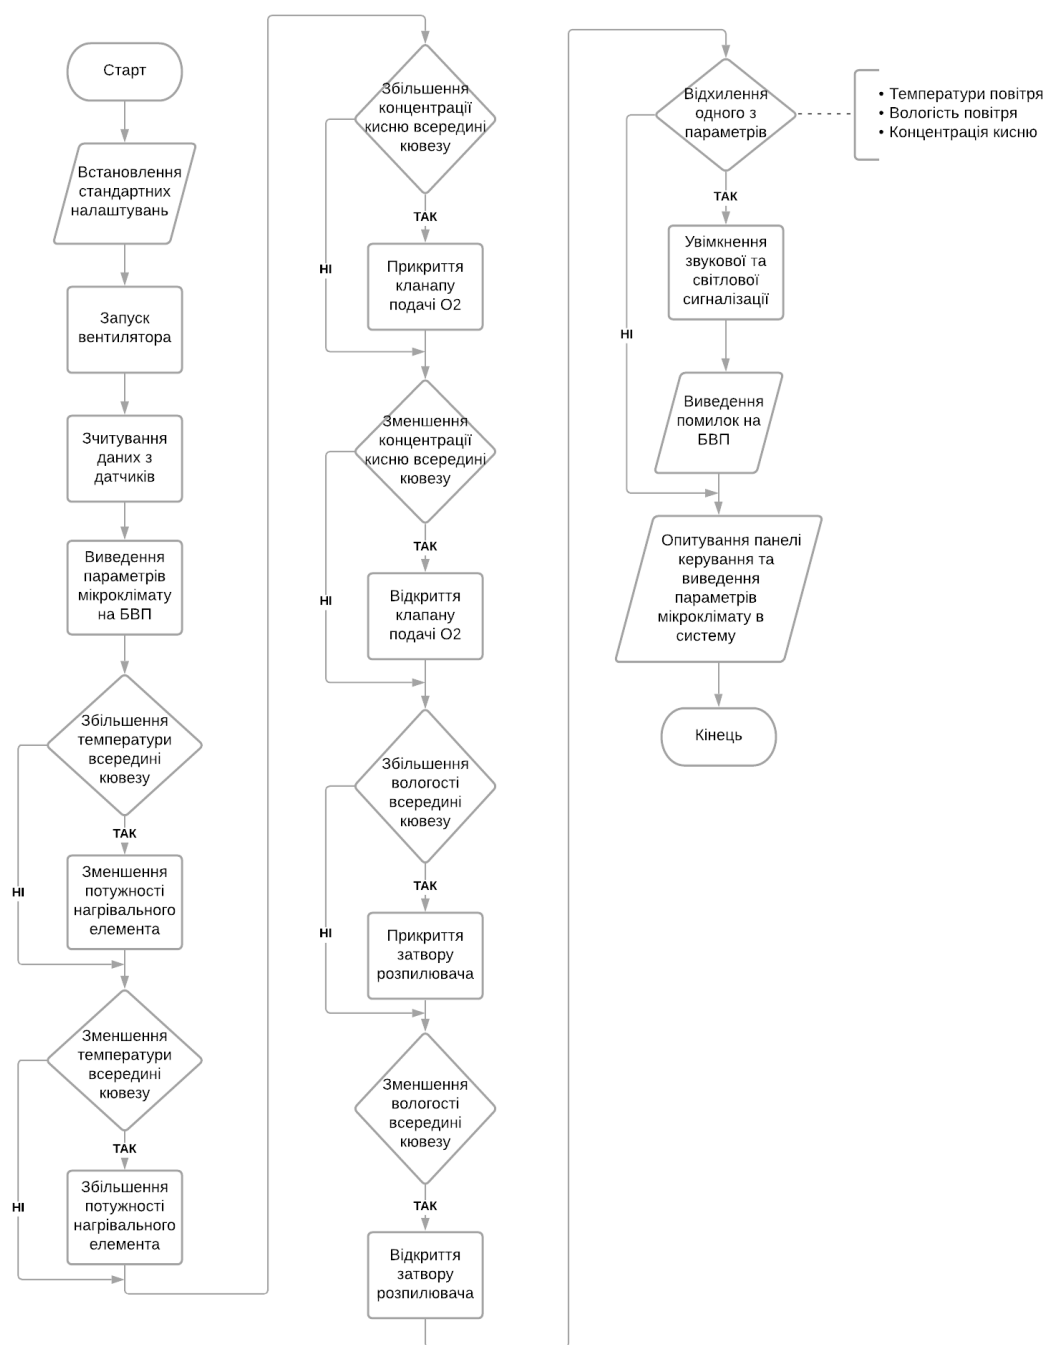 Старт
Встановлення
стандартних
налаштувань
Запуск
вентилятора
Зчитування
даних з
датчиків
Виведення
параметрів
мікроклімату
на БВП
Збільшення
температури
всередині
кювезу
ТАК
НІ
Зменшення
потужності
нагрівального
елемента
Зменшення
температури
всередині
кювезу
ТАК
НІ
Збільшення
потужності
нагрівального
елемента
Збільшення
концентрації
кисню всередині
кювезу
ТАК
НІ
Прикриття
кланапу
подачі О2
Зменшення
концентрації
кисню всередині
кювезу
ТАК
НІ
Відкриття
клапану
подачі О2
Збільшення
вологості
всередині
кювезу
ТАК
НІ
Прикриття
затвору
розпилювача
Зменшення
вологості
всередині
кювезу
ТАК
Відкриття
затвору
розпилювача
Відхилення
одного з
параметрів
• Температури повітря
• Вологість повітря
• Концентрація кисню
ТАК
НІ
Увімкнення
звукової та
світлової
сигналізації
Виведення
помилок на
БВП
Опитування панелі
керування та
виведення
параметрів
мікроклімату в
систему
Кінець